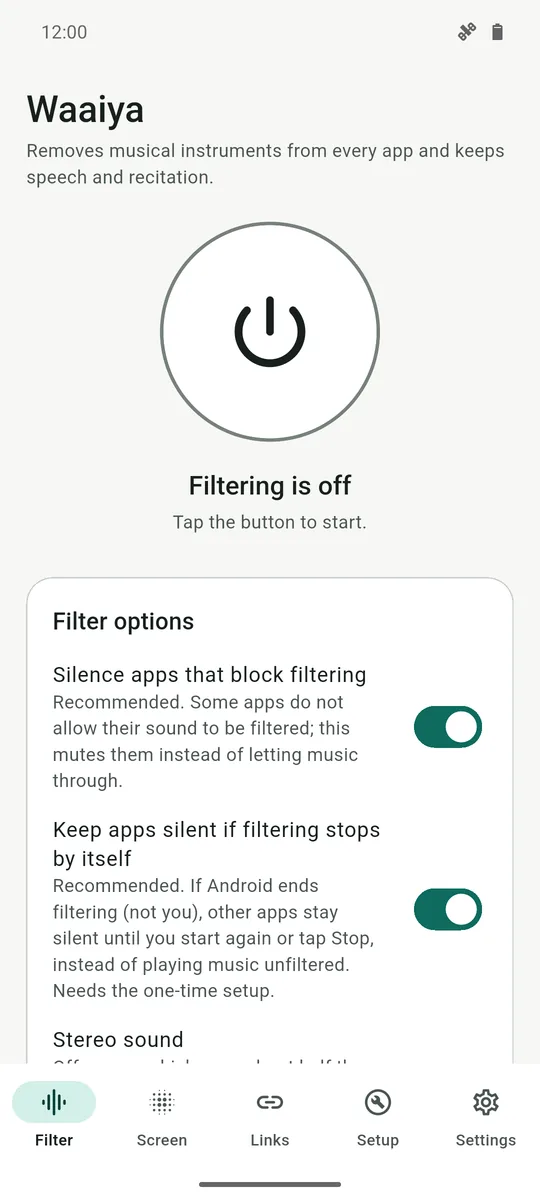 12:00
Waaiya
Removes musical instruments from every app and keeps
speech and recitation.
Filtering is off
Tap the button to start.
Filter options
Silence apps that block filtering
Recommended. Some apps do not
allow their sound to be filtered; this
mutes them instead of letting music
through.
Keep apps silent if filtering stops
by itself
Recommended. If Android ends
filtering (not you), other apps stay
silent until you start again or tap Stop,
instead of playing music unfiltered.
Needs the one-time setup.
Stereo sound
Filter
Screen
Links
Setup
Settings